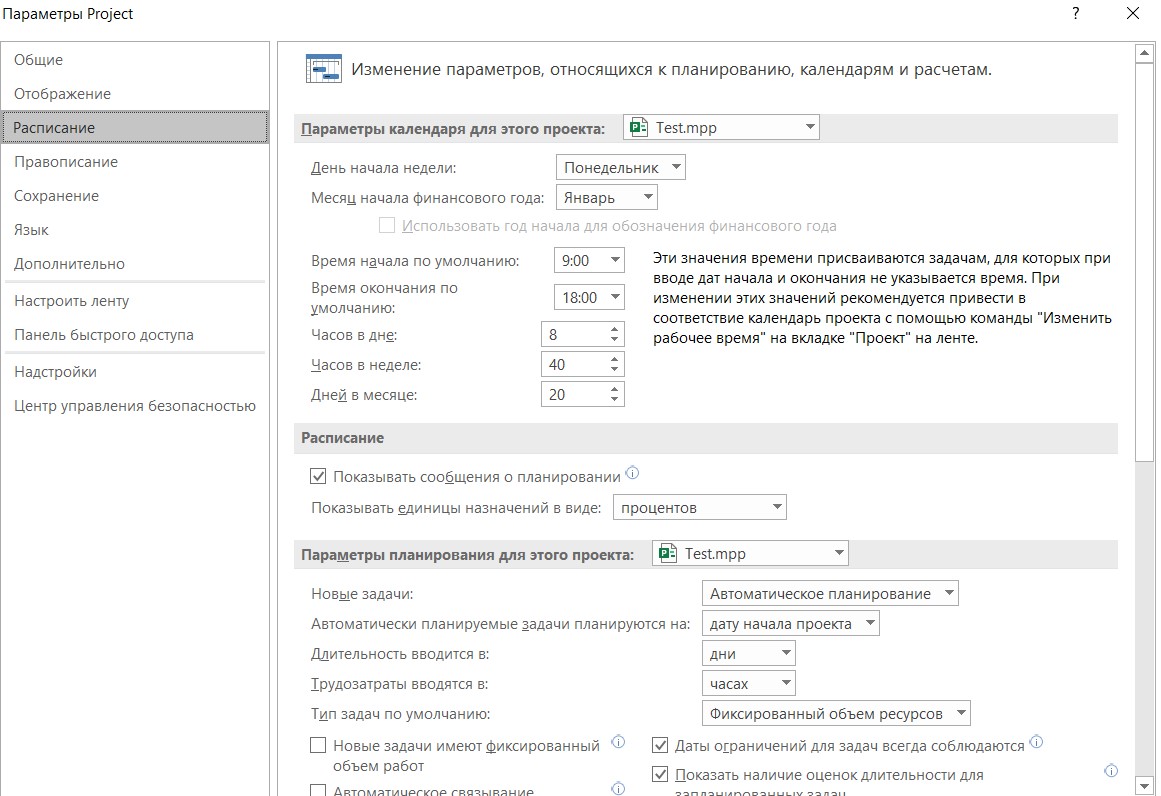 Параметры Project
?
Общие
Отображение
Расписание
Правописание
Сохранение
Язык
Дополнительно
Настроить ленту
Панель быстрого доступа
Надстройки
Центр управления безопасностью
Изменение параметров, относящихся к планированию, календарям и расчетам.
Параметры календаря для этого проекта: Test.mpp
День начала недели: Понедельник
Месяц начала финансового года: Январь
Использовать год начала для обозначения финансового года
Время начала по умолчанию: 9:00
Время окончания по
умолчанию: 18:00
Часов в дне: 8
Часов в неделе: 40
Дней в месяце: 20
Эти значения времени присваиваются задачам, для которых при
вводе дат начала и окончания не указывается время. При
изменении этих значений рекомендуется привести в
соответствие календарь проекта с помощью команды "Изменить
рабочее время" на вкладке "Проект" на ленте.
Расписание
Показывать сообщения о планировании
Показывать единицы назначений в виде: процентов
Параметры планирования для этого проекта: Test.mpp
Новые задачи: Автоматическое планирование
Автоматически планируемые задачи планируются на: дату начала проекта
Длительность вводится в: дни
Трудозатраты вводятся в: часах
Тип задач по умолчанию: Фиксированный объем ресурсов
Новые задачи имеют фиксированный
объем работ
Автоматическое связывание
Даты ограничений для задач всегда соблюдаются
Показать наличие оценок длительности для
запланированных задач